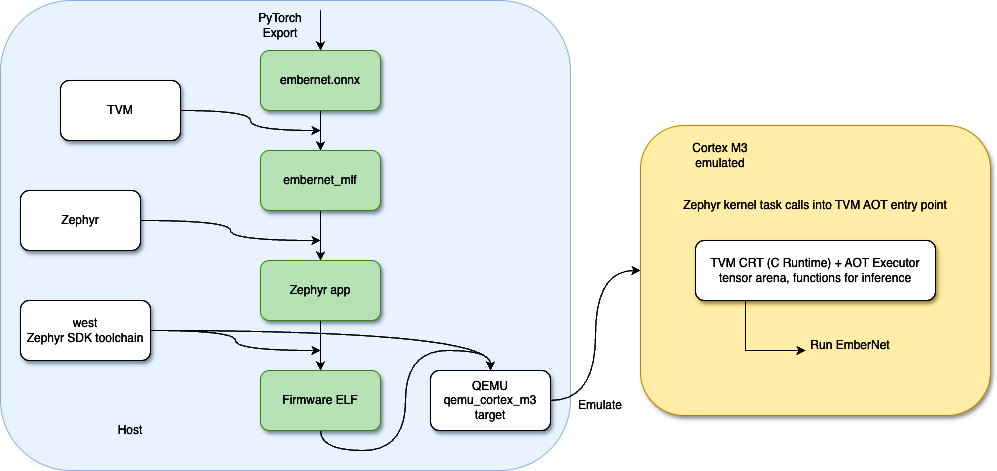 PyTorch
Export
embernet.onnx
TVM
embernet_mlf
Zephyr
Zephyr app
west
Zephyr SDK toolchain
Firmware ELF
QEMU
qemu_cortex_m3
target
Host
Emulate
Cortex M3
emulated
Zephyr kernel task calls into TVM AOT entry point
TVM CRT (C Runtime) + AOT Executor
tensor arena, functions for inference
Run EmberNet